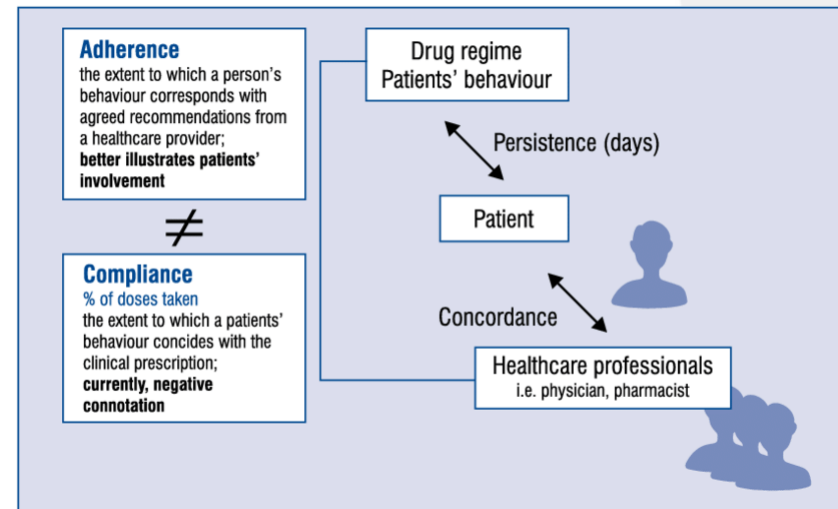 Adherence
the extent to which a person's
behaviour corresponds with
agreed recommendations from
a healthcare provider;
better illustrates patients'
involvement
≠
Compliance
% of doses taken
the extent to which a patients'
behaviour concides with the
clinical prescription;
currently, negative
connotation
Drug regime
Patients' behaviour
Persistence (days)
Patient
Concordance
Healthcare professionals
i.e. physician, pharmacist